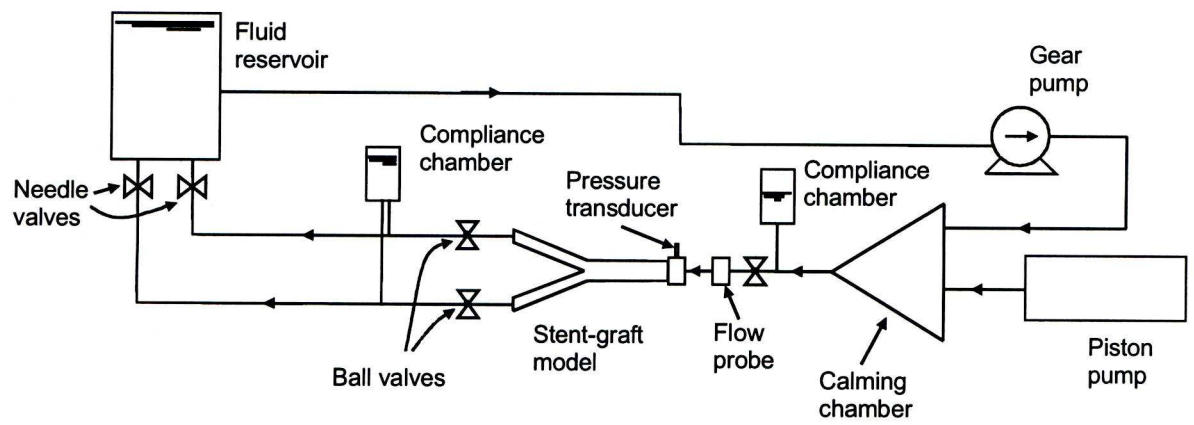 Fluid
reservoir
Gear
pump
Compliance
chamber
Compliance
chamber
Pressure
transducer
Needle
valves
Ball valves
Stent-graft
model
Flow
probe
Calming
chamber
Piston
pump